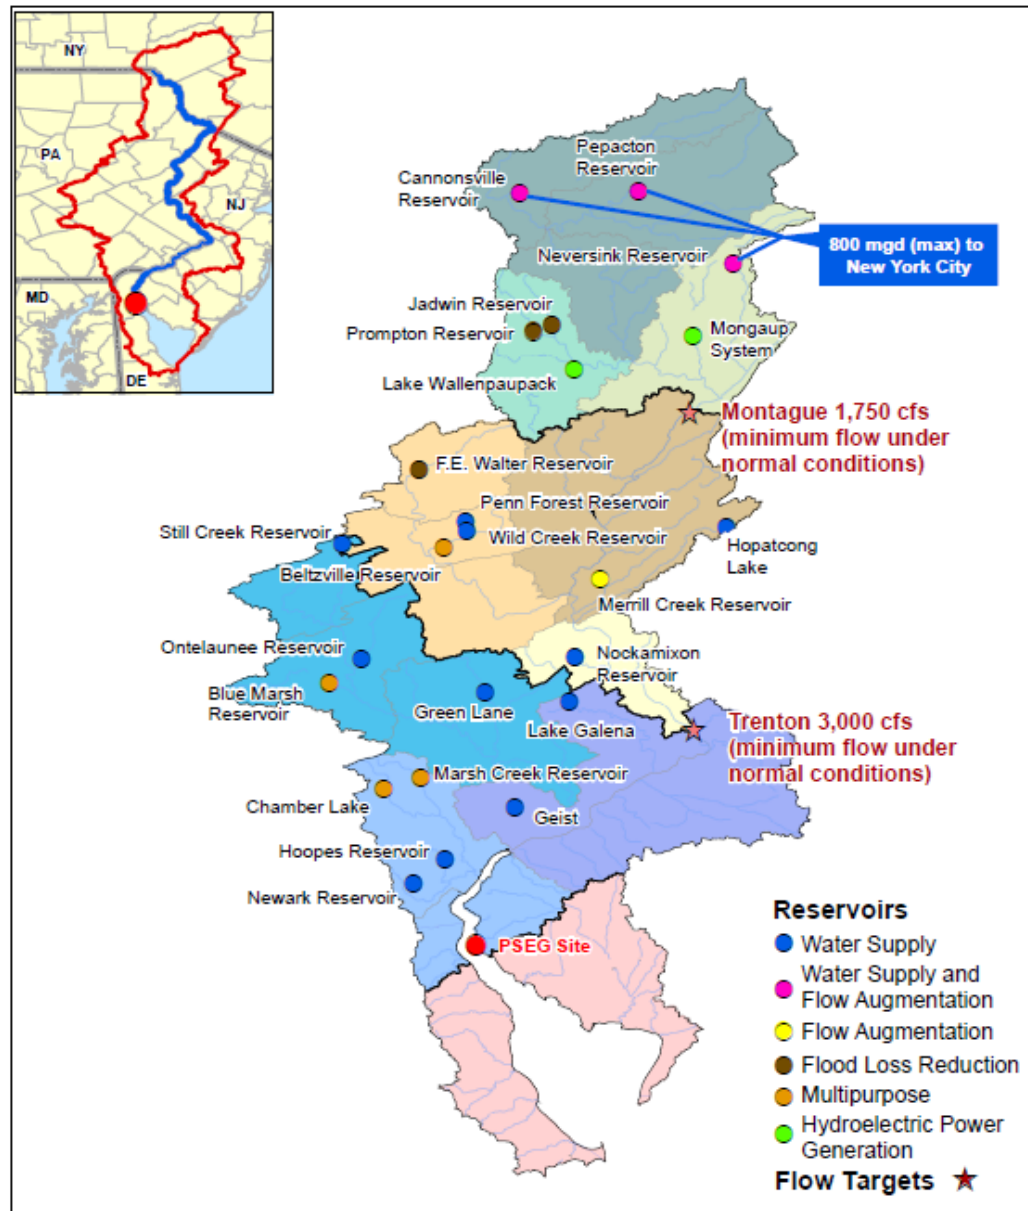 NY
PA
NJ
MD
DE
Pepacton
Reservoir
Cannonsville
Reservoir
800 mgd (max) to
New York City
Neversink Reservoir
Jadwin Reservoir
Prompton Reservoir
Mongaup
System
Lake Wallenpaupack
Montague 1,750 cfs
(minimum flow under
normal conditions)
F.E. Walter Reservoir
Penn Forest Reservoir
Still Creek Reservoir
Wild Creek Reservoir
Hopatcong
Lake
Beltzville Reservoir
Merrill Creek Reservoir
Ontelaunee Reservoir
Nockamixon
Reservoir
Blue Marsh
Reservoir
Green Lane
Lake Galena
Trenton 3,000 cfs
(minimum flow under
normal conditions)
Marsh Creek Reservoir
Chamber Lake
Geist
Hoopes Reservoir
Newark Reservoir
PSEG Site
Reservoirs
Water Supply
Water Supply and
Flow Augmentation
Flow Augmentation
Flood Loss Reduction
Multipurpose
Hydroelectric Power
Generation
Flow Targets